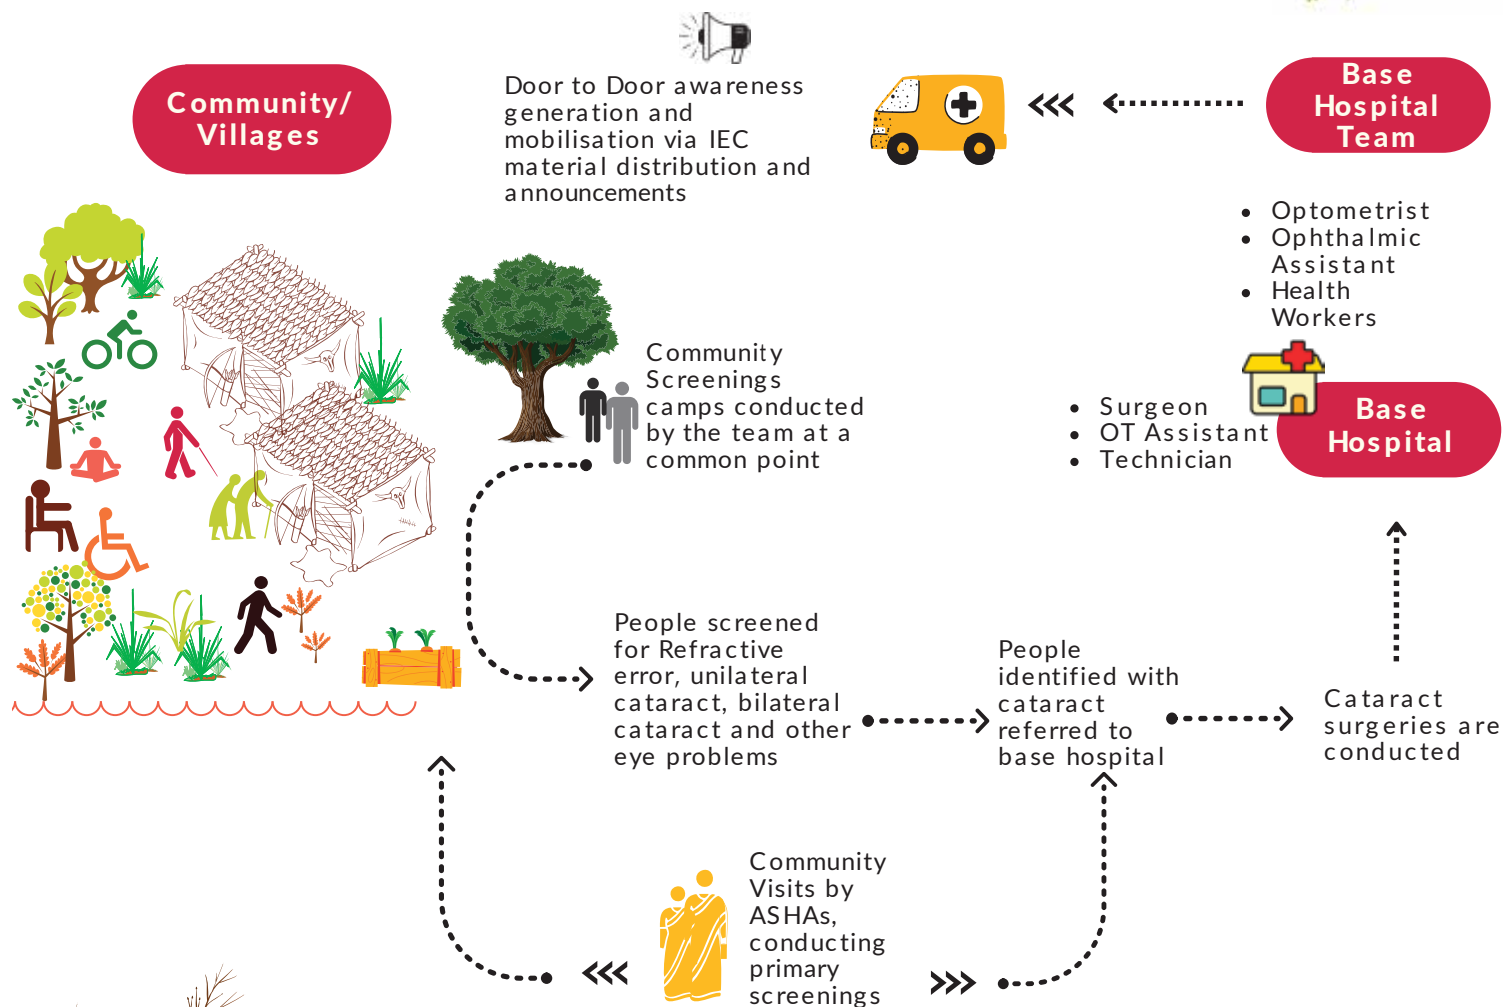 Community/
Villages
Door to Door awareness
generation and
mobilisation via IEC
material distribution and
announcements
Base
Hospital
Team
• Optometrist
• Ophthalmic
Assistant
• Health
Workers
Community
Screenings
camps conducted
by the team at a
common point
• Surgeon
• OT Assistant
• Technician
Base
Hospital
People screened
for Refractive
error, unilateral
cataract, bilateral
cataract and other
eye problems
People
identified with
cataract
referred to
base hospital
Cataract
surgeries are
conducted
Community
Visits by
ASHAs,
conducting
primary
screenings